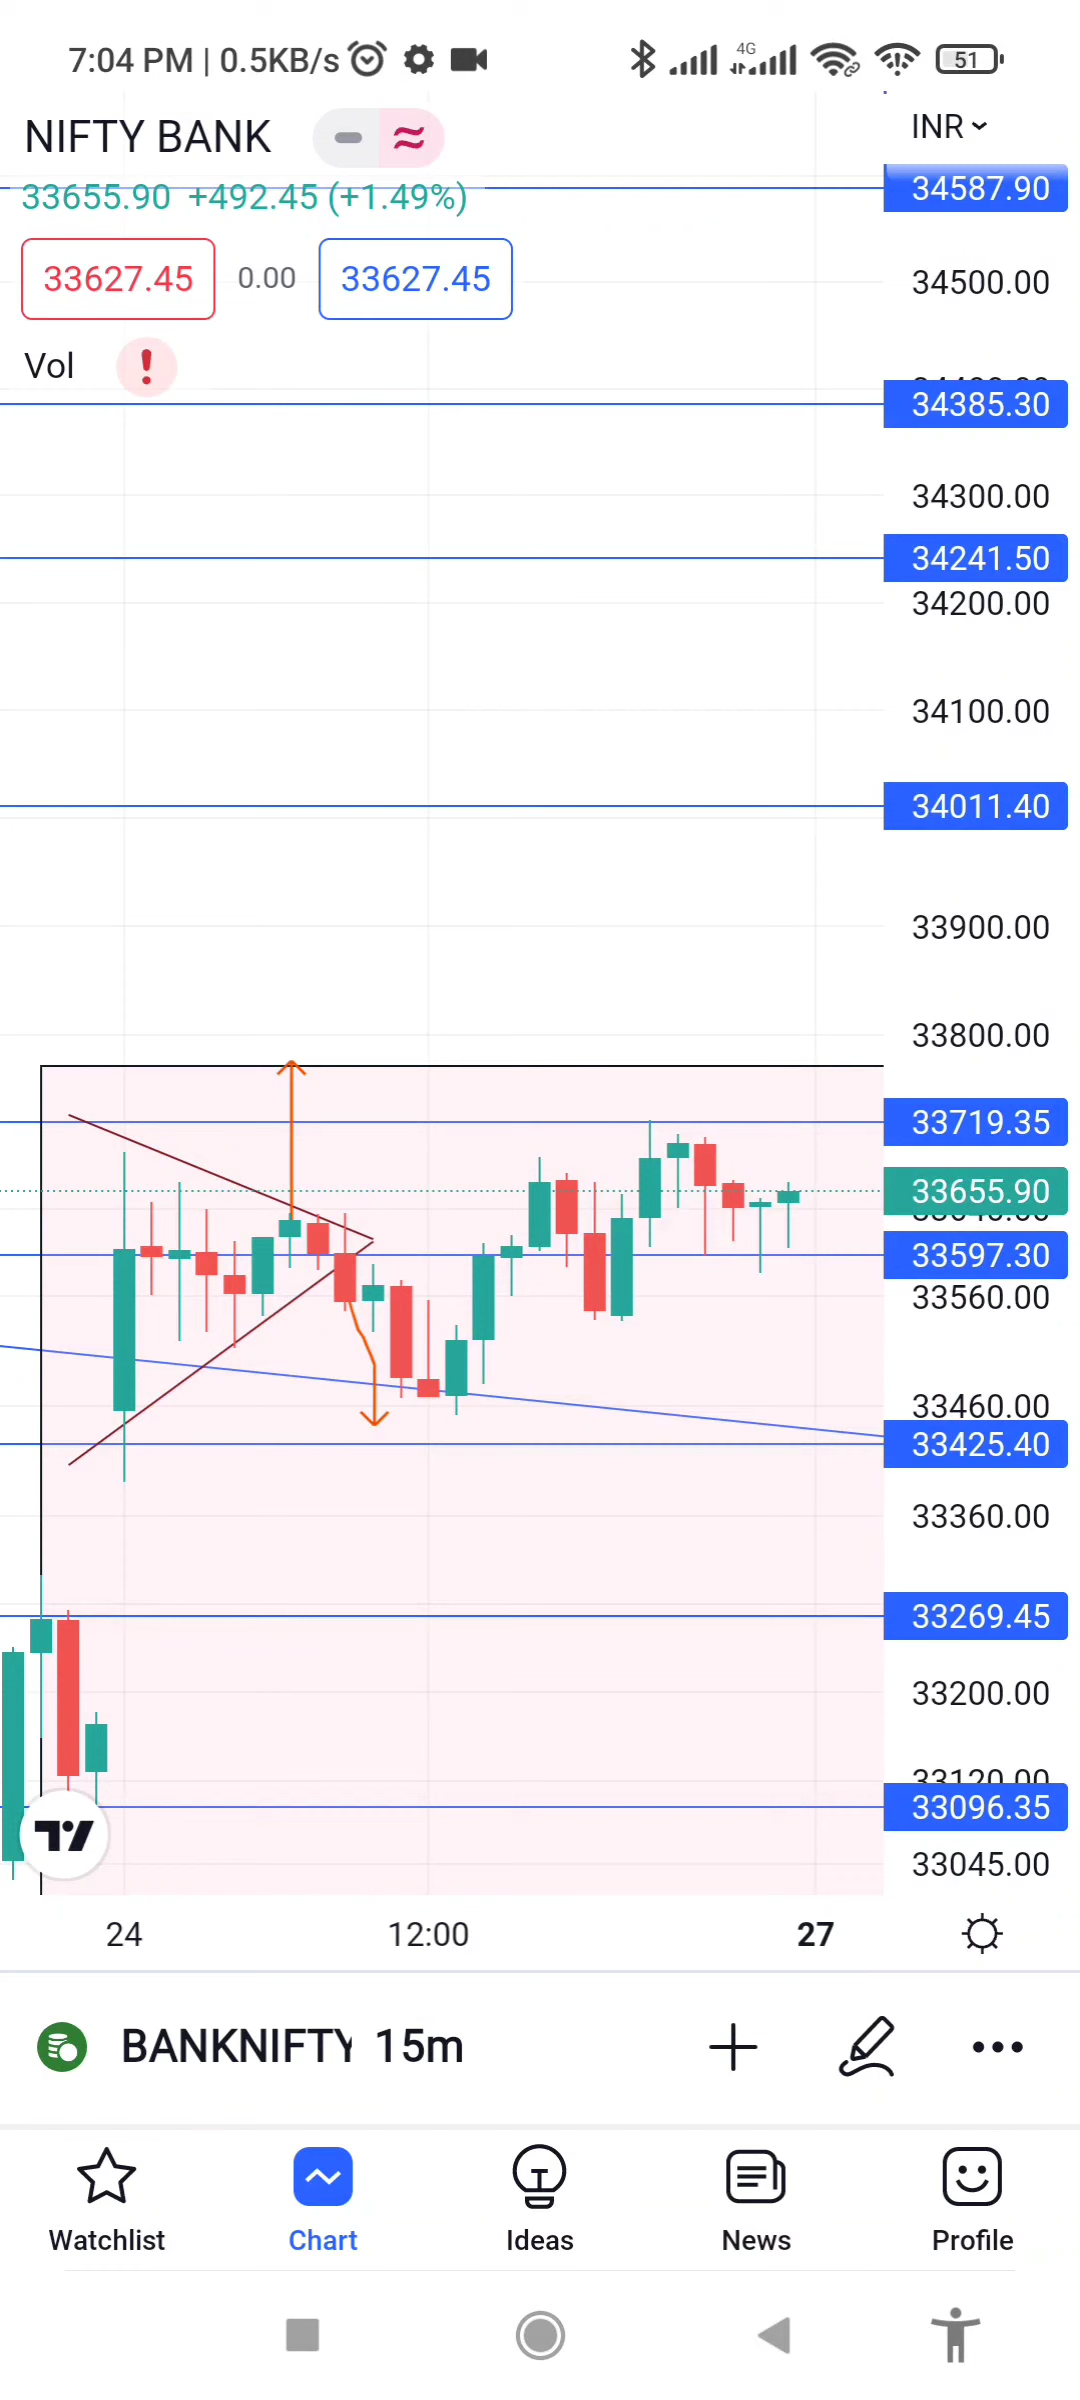 7:04 PM | 0.5KB/s
4G
51
NIFTY BANK
INR
33655.90 +492.45 (+1.49%)
34587.90
33627.45 0.00 33627.45
34500.00
Vol
34385.30
34300.00
34241.50
34200.00
34100.00
34011.40
33900.00
33800.00
33719.35
33655.90
33597.30
33560.00
33460.00
33425.40
33360.00
33269.45
33200.00
33120.00
33096.35
33045.00
24 12:00 27
BANKNIFTY 15m
Watchlist Chart Ideas News Profile